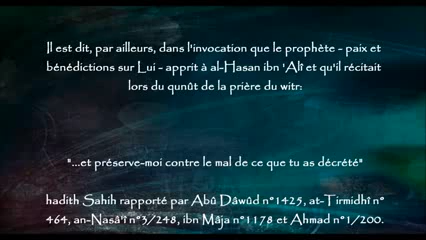 Il est dit, par ailleurs, dans l'invocation que le prophète - paix et
bénédictions sur Lui - apprit à al-Hasan ibn 'Alî et qu'il récitait
lors du qunût de la prière du witr:
"...et préserve-moi contre le mal de ce que tu as décrété"
hadith Sahih rapporté par Abû Dâwûd n°1425, at-Tirmidhî n°
464, an-Nasâ'î n°3/248, ibn Mâja n°1178 et Ahmad n°1/200.